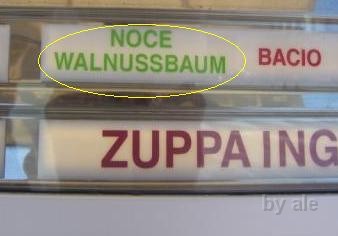 NOCE
WALNUSSBAUM
BACIO
ZUPPA ING
by ale